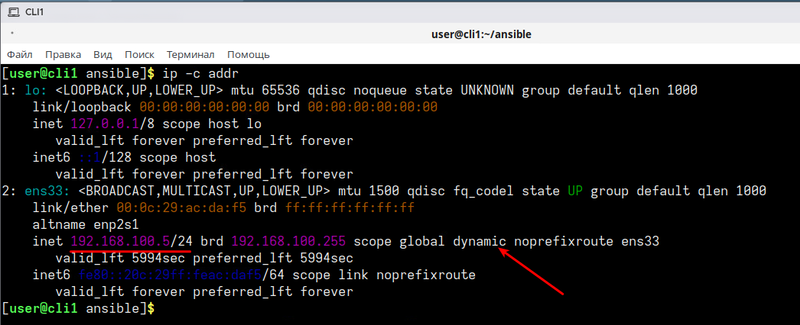 CLI1
user@cli1:~/ansible
Файл Правка Вид Поиск Терминал Помощь
[user@cli1 ansible]$ ip -c addr
1: lo: <LOOPBACK,UP,LOWER_UP> mtu 65536 qdisc noqueue state UNKNOWN group default qlen 1000
link/loopback 00:00:00:00:00:00 brd 00:00:00:00:00:00
inet 127.0.0.1/8 scope host lo
valid_lft forever preferred_lft forever
inet6 ::1/128 scope host
valid_lft forever preferred_lft forever
2: ens33: <BROADCAST,MULTICAST,UP,LOWER_UP> mtu 1500 qdisc fq_codel state UP group default qlen 1000
link/ether 00:0c:29:ac:da:f5 brd ff:ff:ff:ff:ff:ff
altname enp2s1
inet 192.168.100.5/24 brd 192.168.100.255 scope global dynamic noprefixroute ens33
valid_lft 5994sec preferred_lft 5994sec
inet6 fe80::20c:29ff:feac:daf5/64 scope link noprefixroute
valid_lft forever preferred_lft forever
[user@cli1 ansible]$